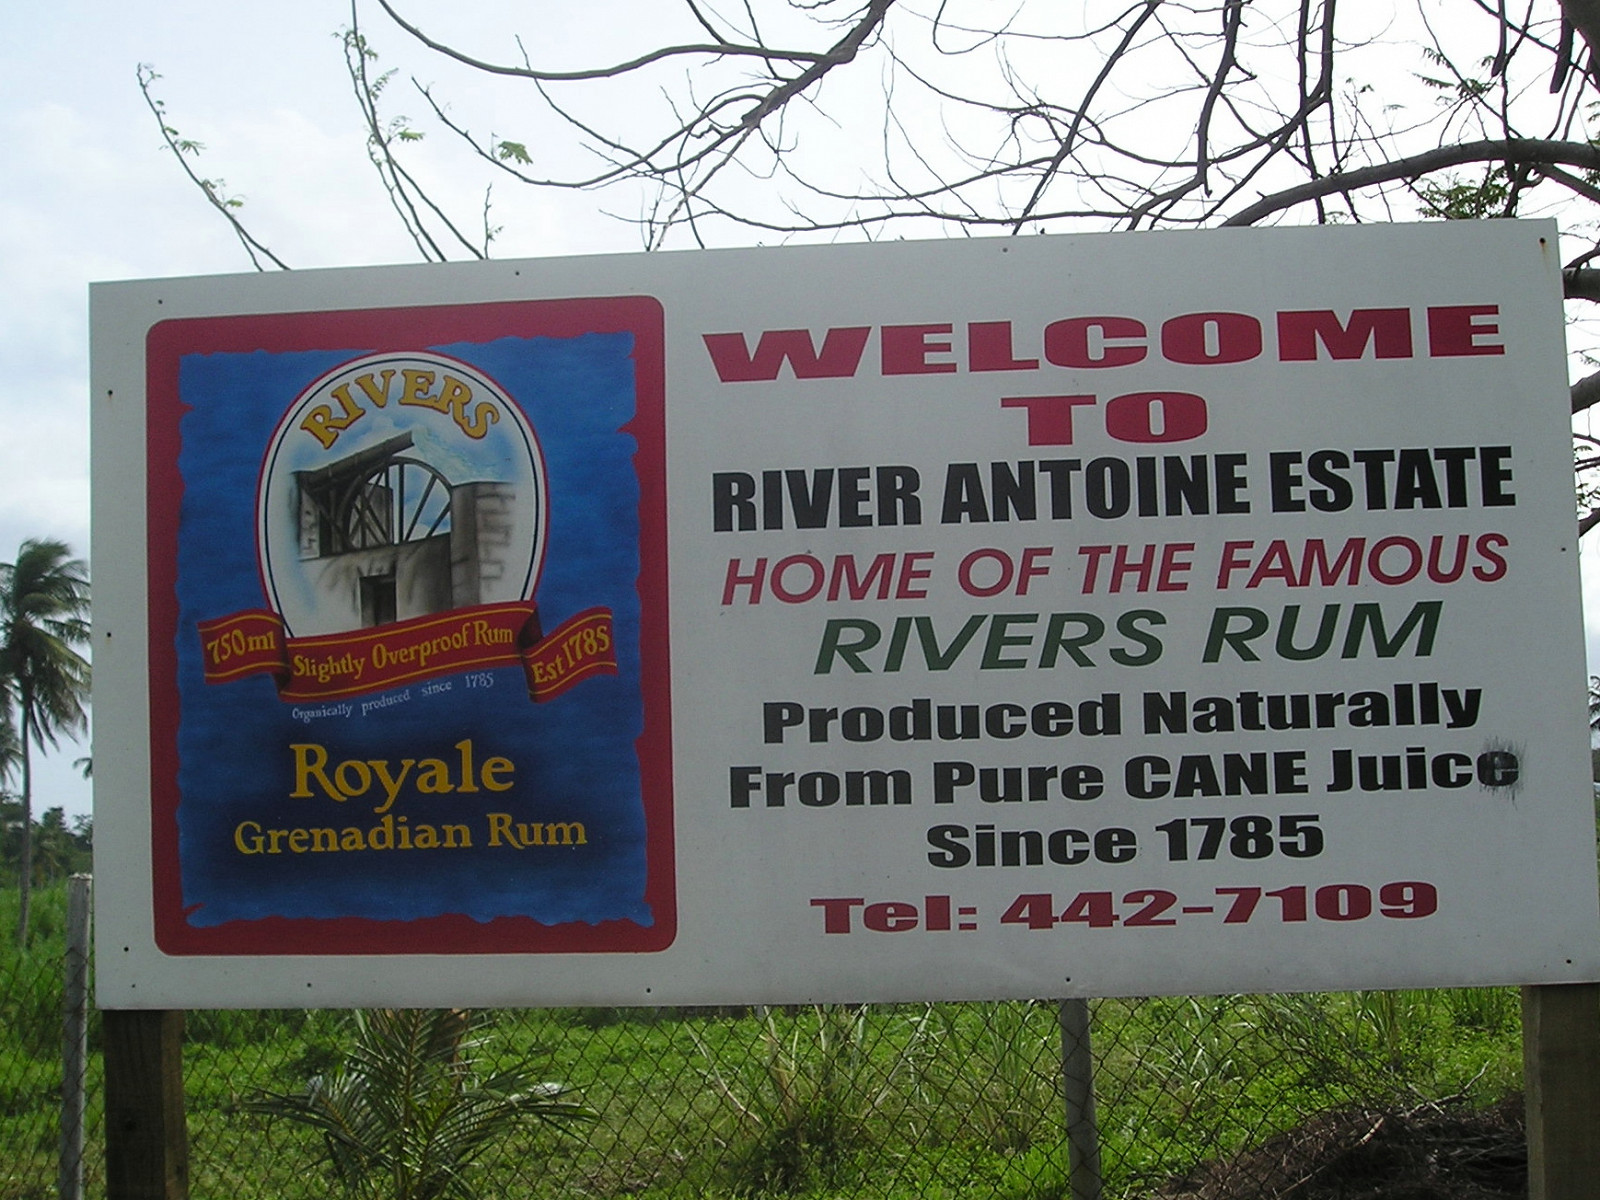 RIVERS
750ml Slightly Overproof Rum Est 1785
Organically produced since 1785
Royale
Grenadian Rum
WELCOME
TO
RIVER ANTOINE ESTATE
HOME OF THE FAMOUS
RIVERS RUM
Produced Naturally
From Pure CANE Juice
Since 1785
Tel: 442-7109